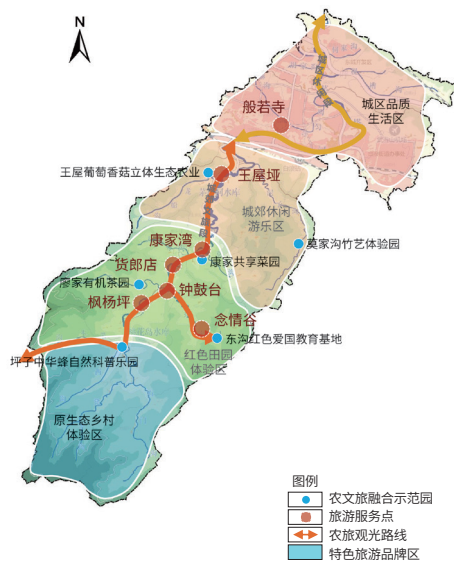 N
般若寺
城区品质
生活区
王屋葡萄香菇立体生态农业
王屋垭
城郊休闲
游乐区
康家湾
莫家沟竹艺体验园
货郎店
康家共享菜园
廖家有机茶园
钟鼓台
枫杨坪
念情谷
东沟红色爱国教育基地
红色田园
体验区
坪子中华蜂自然科普乐园
原生态乡村
体验区
图例
农文旅融合示范园
旅游服务点
农旅观光路线
特色旅游品牌区